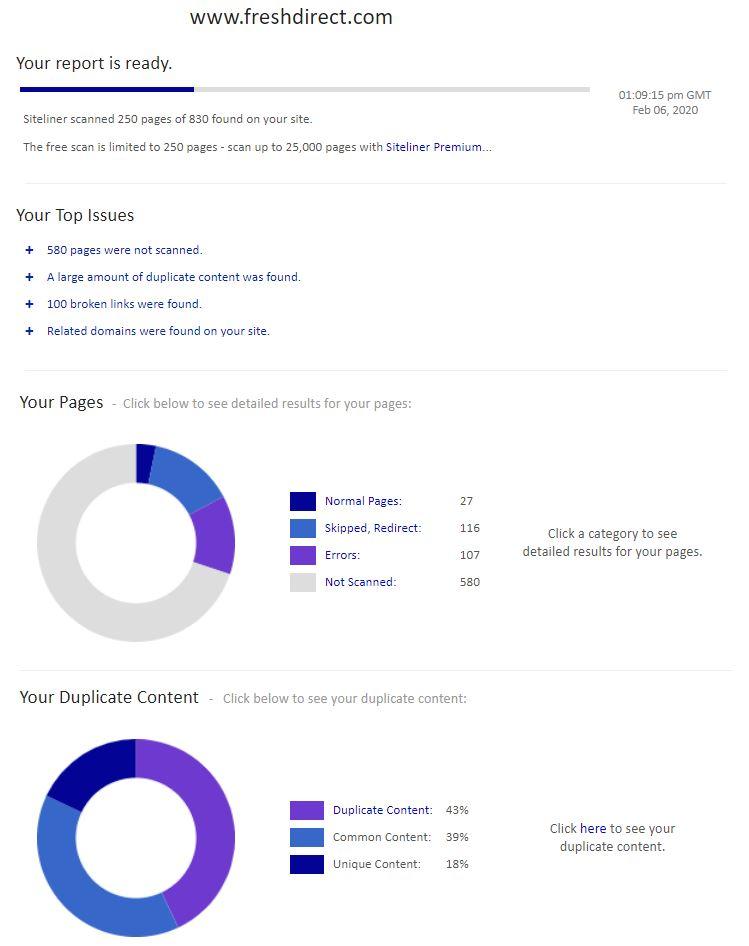 www.freshdirect.com
Your report is ready.
01:09:15 pm GMT
Feb 06, 2020
Siteliner scanned 250 pages of 830 found on your site.
The free scan is limited to 250 pages - scan up to 25,000 pages with Siteliner Premium...
Your Top Issues
+ 580 pages were not scanned.
+ A large amount of duplicate content was found.
+ 100 broken links were found.
+ Related domains were found on your site.
Your Pages - Click below to see detailed results for your pages:
Normal Pages: 27
Skipped, Redirect: 116
Errors: 107
Not Scanned: 580
Click a category to see
detailed results for your pages.
Your Duplicate Content - Click below to see your duplicate content:
Duplicate Content: 43%
Common Content: 39%
Unique Content: 18%
Click here to see your
duplicate content.